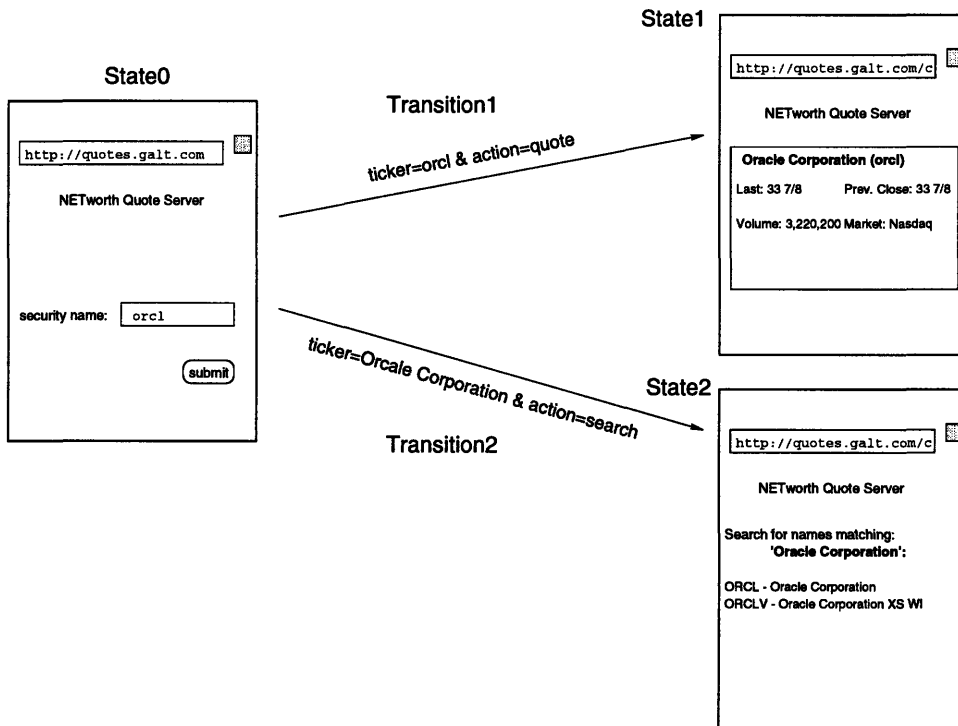 State0
http://quotes.galt.com
NETworth Quote Server
security name:
orcl
submit
Transition1
ticker=orcl & action=quote
ticker=Orcale Corporation & action=search
Transition2
State1
http://quotes.galt.com/c
NETworth Quote Server
Oracle Corporation (orcl)
Last: 33 7/8 Prev. Close: 33 7/8
Volume: 3,220,200 Market: Nasdaq
State2
http://quotes.galt.com/c
NETworth Quote Server
Search for names matching:
'Oracle Corporation':
ORCL - Oracle Corporation
ORCLV - Oracle Corporation XS WI